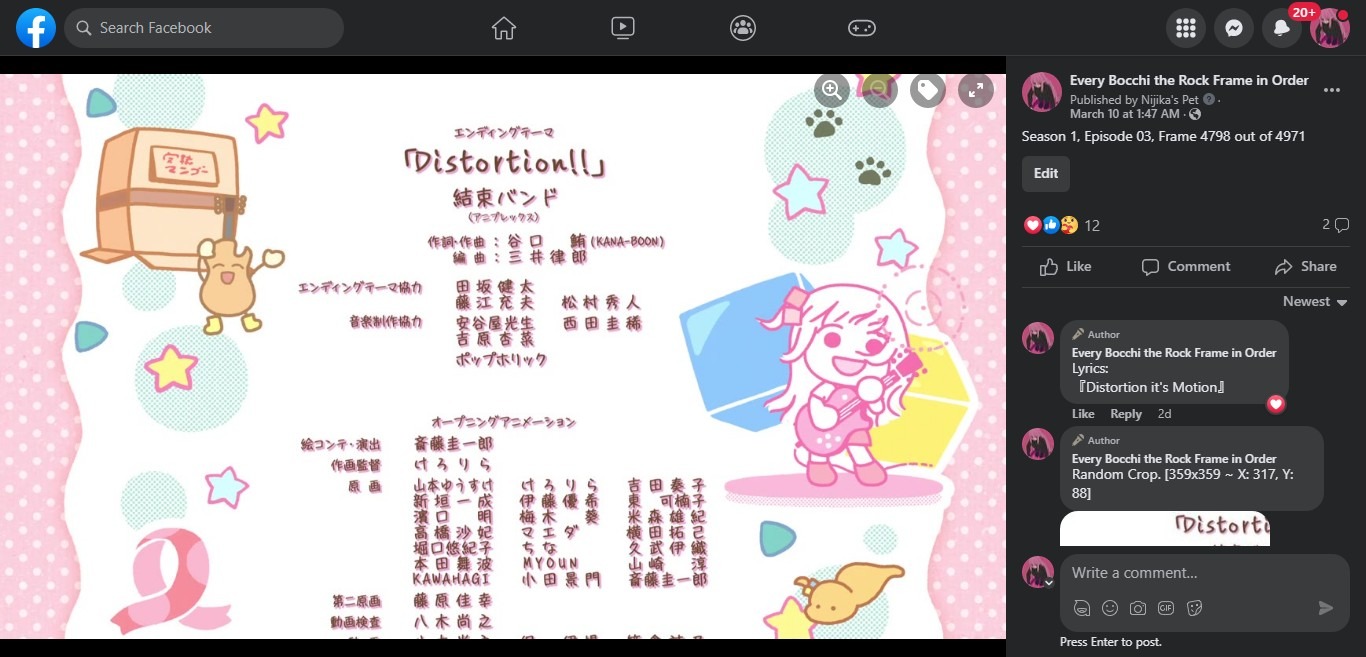 Search Facebook
20+
完熟
マンゴー
エンディングテーマ
「Distortion!!」
結束バンド
(アニプレックス)
作詞・作曲 : 谷口 鮪 (KANA-BOON)
編曲 : 三井律郎
エンディングテーマ協力 田坂健太
藤江充夫 松村秀人
音楽制作協力 安谷屋光生 西田圭稀
吉原杏菜
ポップホリック
オープニングアニメーション
絵コンテ・演出 斎藤圭一郎
作画監督 けろりら
原画 山本ゆうすけ けろりら 吉田奏子
新垣一成 伊藤優希 東 可楠子
濱口 明 梅木 葵 米森雄紀
高橋沙妃 マエダ 横田拓己
堀口悠紀子 ちな 久武伊織
本田舞波 MYOUN 山崎 淳
KAWAHAGI 小田景門 斎藤圭一郎
第二原画 藤原佳幸
動画検査 八木尚之
Every Bocchi the Rock Frame in Order
Published by Nijika's Pet ·
March 10 at 1:47 AM ·
Season 1, Episode 03, Frame 4798 out of 4971
Edit
12
2
Like Comment Share
Newest
Author
Every Bocchi the Rock Frame in Order
Lyrics:
『Distortion it's Motion』
Like Reply 2d
Author
Every Bocchi the Rock Frame in Order
Random Crop. [359x359 ~ X: 317, Y:
88]
「Distorti
Write a comment...
GIF
Press Enter to post.